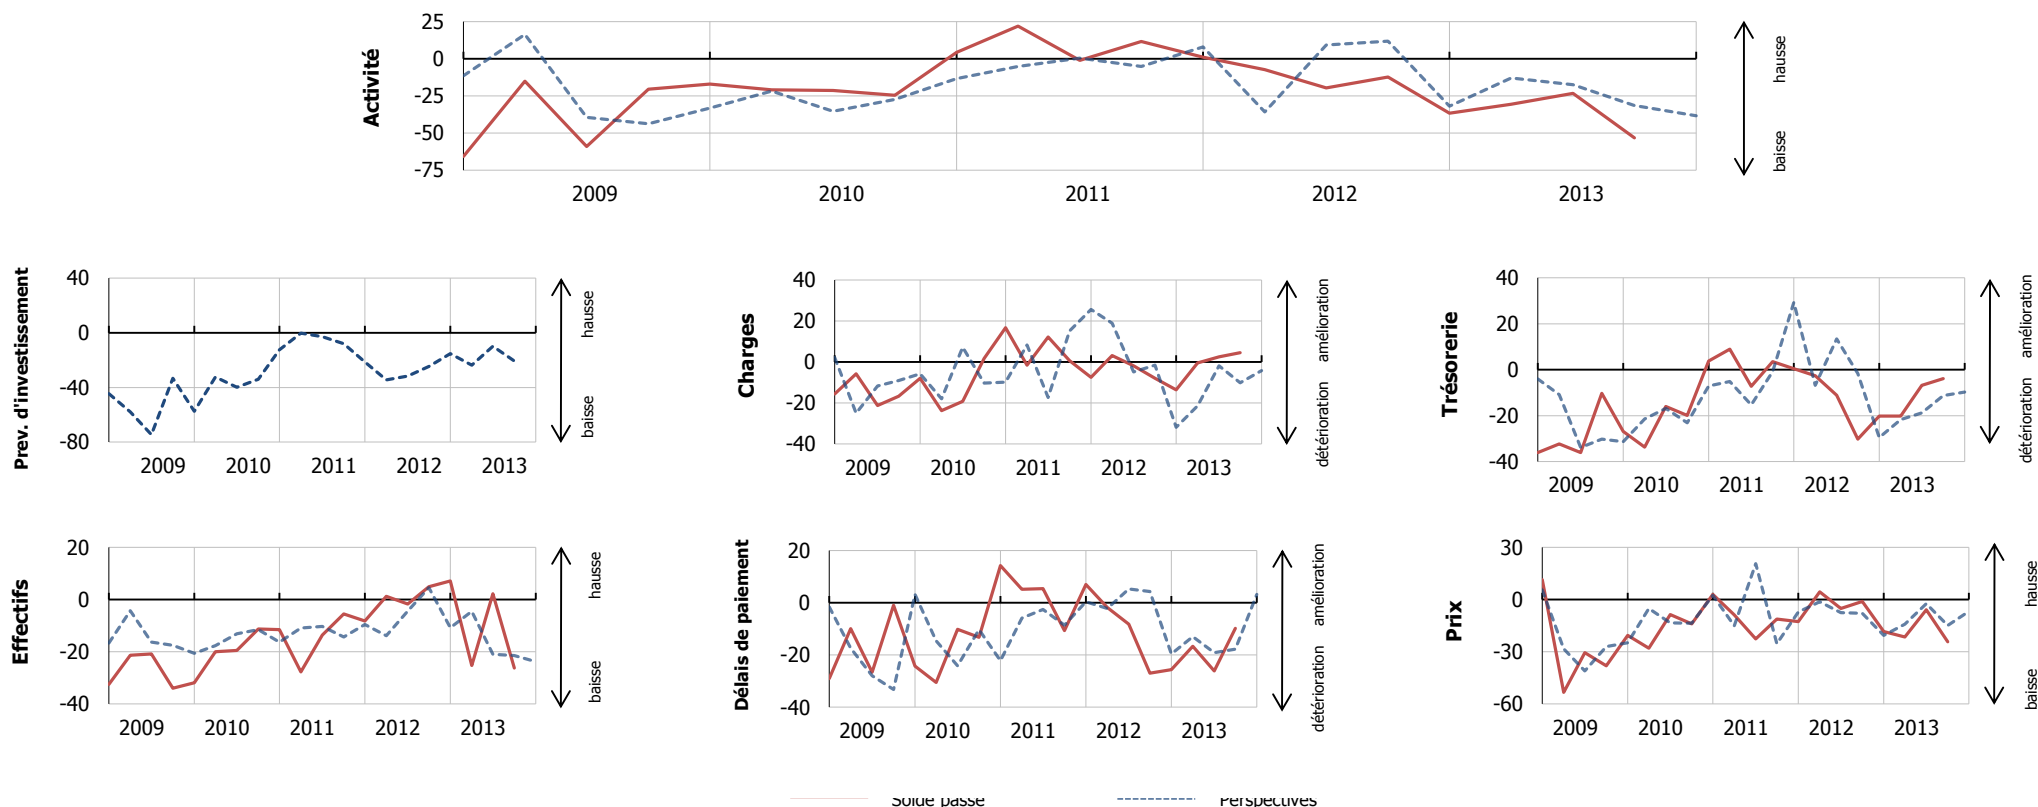 Activité
25
0
-25
-50
-75
2009 2010 2011 2012 2013
hausse
baisse
Prev. d'investissement
40
0
-40
-80
2009 2010 2011 2012 2013
hausse
baisse
Charges
40
20
0
-20
-40
2009 2010 2011 2012 2013
amélioration
détérioration
Trésorerie
40
20
0
-20
-40
2009 2010 2011 2012 2013
amélioration
détérioration
Effectifs
20
0
-20
-40
2009 2010 2011 2012 2013
hausse
baisse
Délais de paiement
20
0
-20
-40
2009 2010 2011 2012 2013
amélioration
détérioration
Prix
30
0
-30
-60
2009 2010 2011 2012 2013
hausse
baisse
Solde passé Perspectives